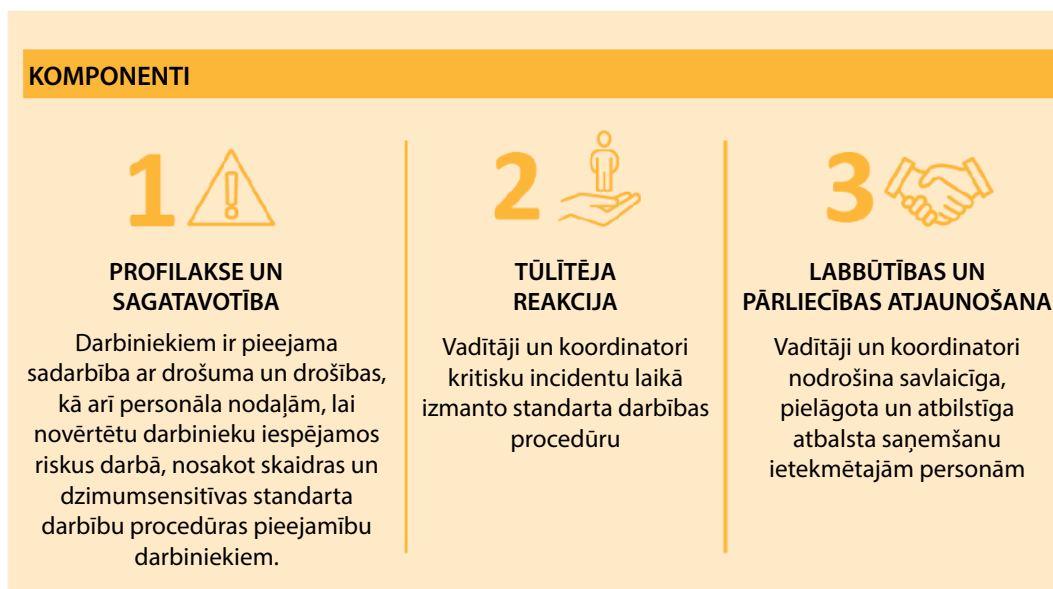 KOMPONENTI
1
PROFILAKSE UN
SAGATAVOTĪBA
Darbiniekiem ir pieejama
sadarbība ar drošuma un drošības,
kā arī personāla nodaļām, lai
novērtētu darbinieku iespējamos
riskus darbā, nosakot skaidras un
dzimumsensitīvas standarta
darbību procedūras pieejamību
darbiniekiem.
2
TŪLĪTĒJA
REAKCIJA
Vadītāji un koordinatori
kritisku incidentu laikā
izmanto standarta darbības
procedūru
3
LABBŪTĪBAS UN
PĀRLIECĪBAS ATJAUNOŠANA
Vadītāji un koordinatori
nodrošina savlaicīga,
pielāgota un atbilstīga
atbalsta saņemšanu
ietekmētajām personām